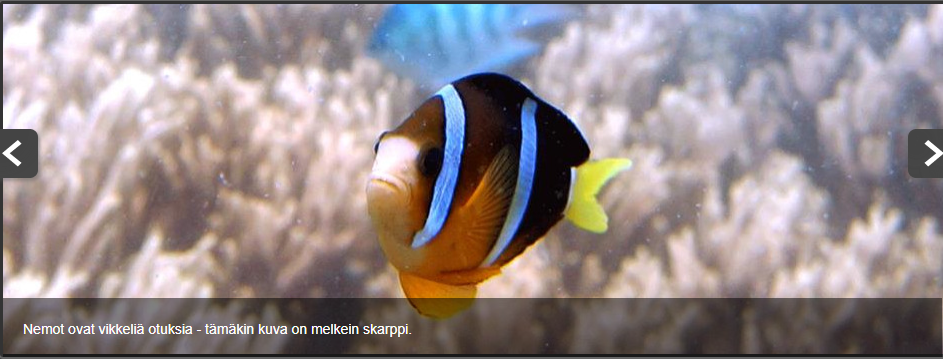 Nemot ovat vikkeliä otuksia - tämäkin kuva on melkein skarppi.